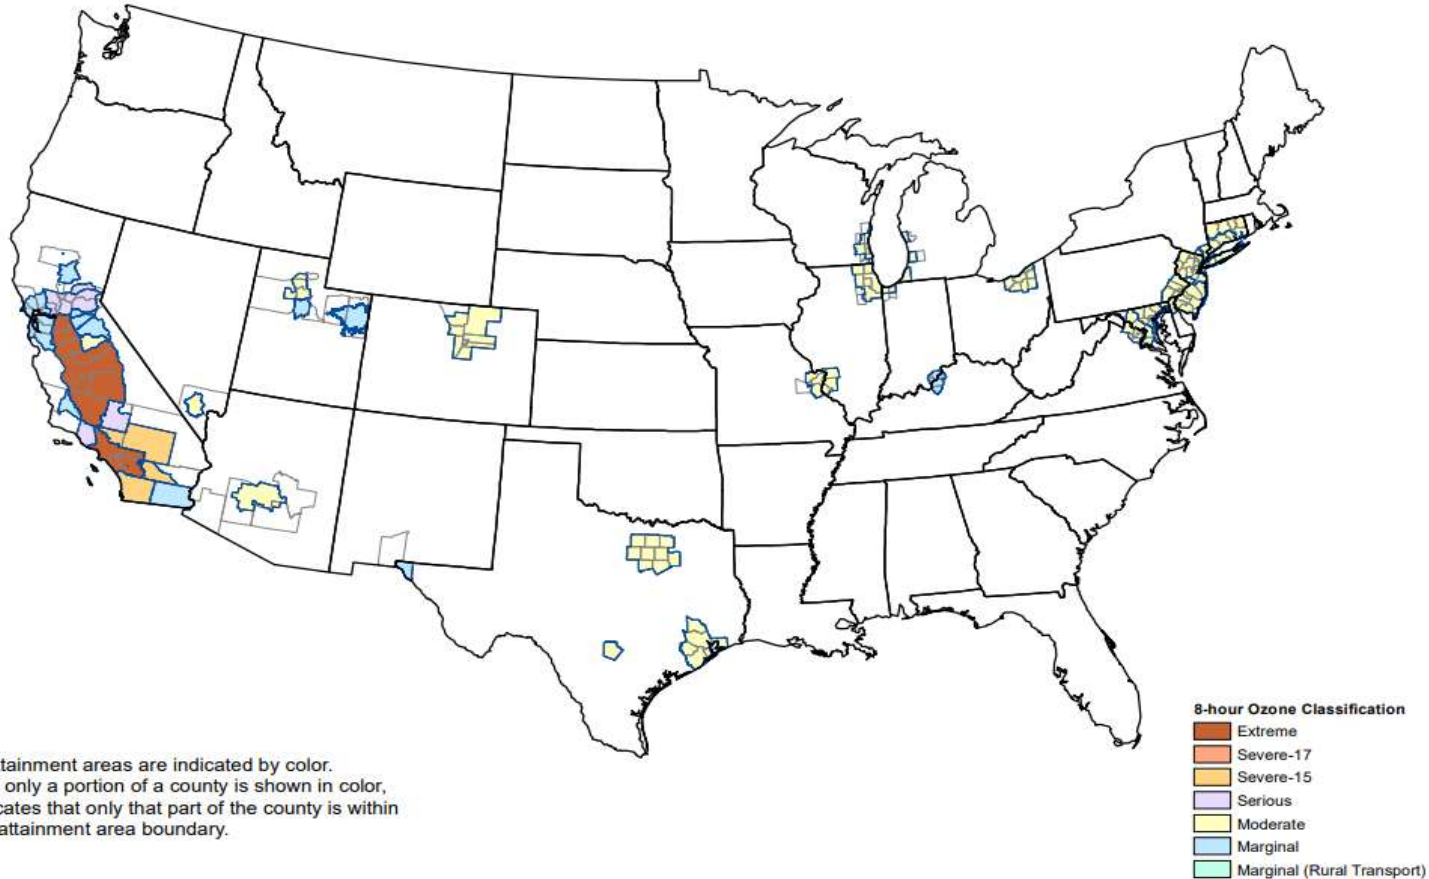 8-hour Ozone Classification
Extreme
Severe-17
Severe-15
Serious
Moderate
Marginal
Marginal (Rural Transport)
tainment areas are indicated by color.
only a portion of a county is shown in color,
cates that only that part of the county is within
attainment area boundary.